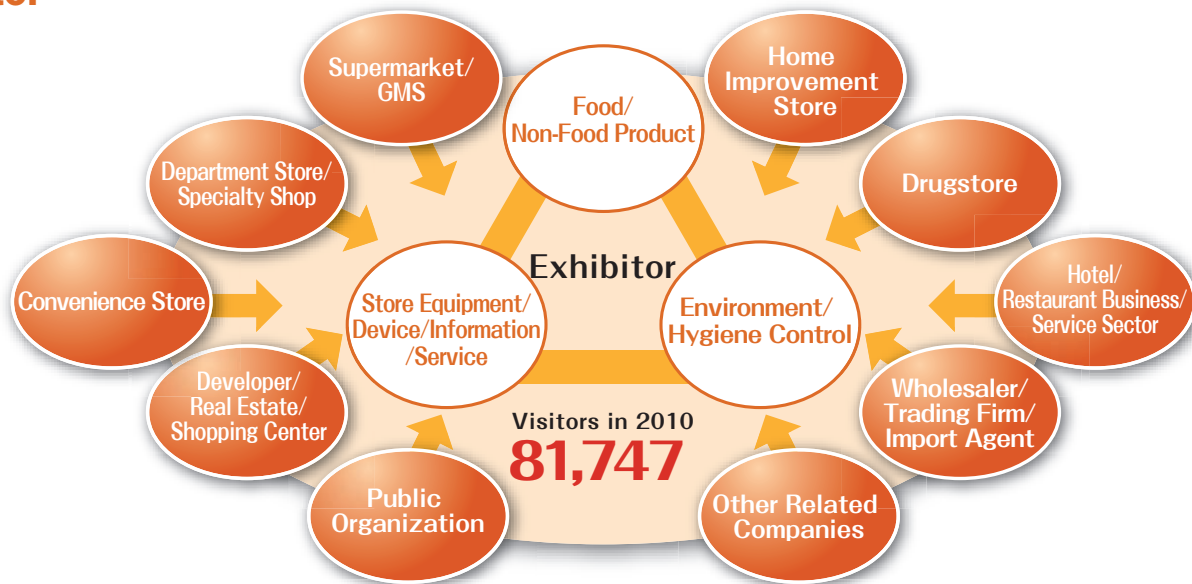 Supermarket/
GMS
Food/
Non-Food Product
Home
Improvement
Store
Department Store/
Specialty Shop
Drugstore
Convenience Store
Exhibitor
Store Equipment/
Device/Information
/Service
Environment/
Hygiene Control
Hotel/
Restaurant Business/
Service Sector
Developer/
Real Estate/
Shopping Center
Visitors in 2010
81,747
Wholesaler/
Trading Firm/
Import Agent
Public
Organization
Other Related
Companies